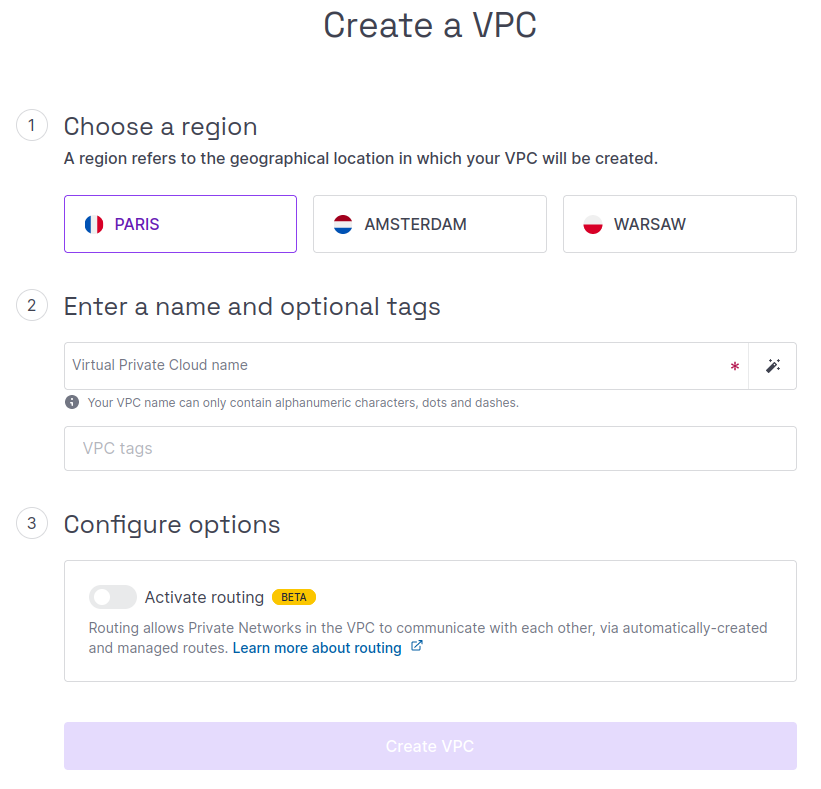 Create a VPC
1
Choose a region
A region refers to the geographical location in which your VPC will be created.
PARIS
AMSTERDAM
WARSAW
2
Enter a name and optional tags
Virtual Private Cloud name *
Your VPC name can only contain alphanumeric characters, dots and dashes.
VPC tags
3
Configure options
Activate routing BETA
Routing allows Private Networks in the VPC to communicate with each other, via automatically-created
and managed routes. Learn more about routing
Create VPC